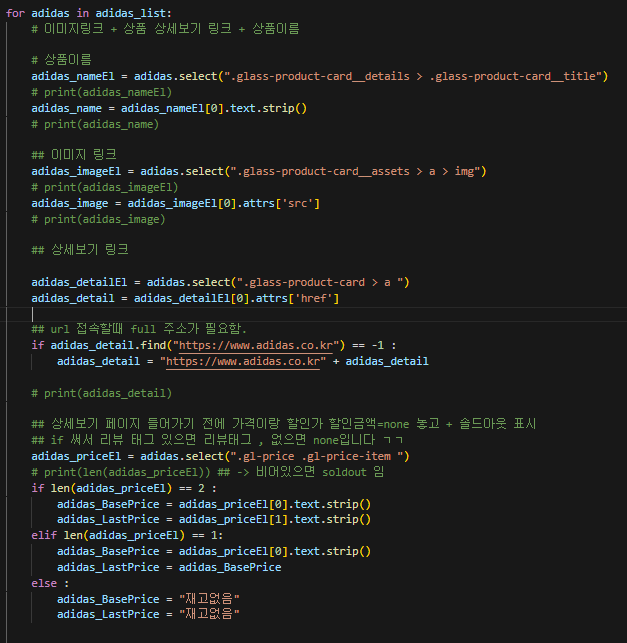 for adidas in adidas_list:
# 이미지링크 + 상품 상세보기 링크 + 상품이름
# 상품이름
adidas_nameEl = adidas.select(".glass-product-card__details > .glass-product-card__title")
# print(adidas_nameEl)
adidas_name = adidas_nameEl[0].text.strip()
# print(adidas_name)
## 이미지 링크
adidas_imageEl = adidas.select(".glass-product-card__assets > a > img")
# print(adidas_imageEl)
adidas_image = adidas_imageEl[0].attrs['src']
# print(adidas_image)
## 상세보기 링크
adidas_detailEl = adidas.select(".glass-product-card > a ")
adidas_detail = adidas_detailEl[0].attrs['href']
## url 접속할때 full 주소가 필요함.
if adidas_detail.find("https://www.adidas.co.kr") == -1 :
adidas_detail = "https://www.adidas.co.kr" + adidas_detail
# print(adidas_detail)
## 상세보기 페이지 들어가기 전에 가격이랑 할인가 할인금액=none 놓고 + 솔드아웃 표시
## if 써서 리뷰 태그 있으면 리뷰태그 , 없으면 none입니다 ㄱㄱ
adidas_priceEl = adidas.select(".gl-price .gl-price-item ")
# print(len(adidas_priceEl)) ## -> 비어있으면 soldout 임
if len(adidas_priceEl) == 2 :
adidas_BasePrice = adidas_priceEl[0].text.strip()
adidas_LastPrice = adidas_priceEl[1].text.strip()
elif len(adidas_priceEl) == 1:
adidas_BasePrice = adidas_priceEl[0].text.strip()
adidas_LastPrice = adidas_BasePrice
else :
adidas_BasePrice = "재고없음"
adidas_LastPrice = "재고없음"